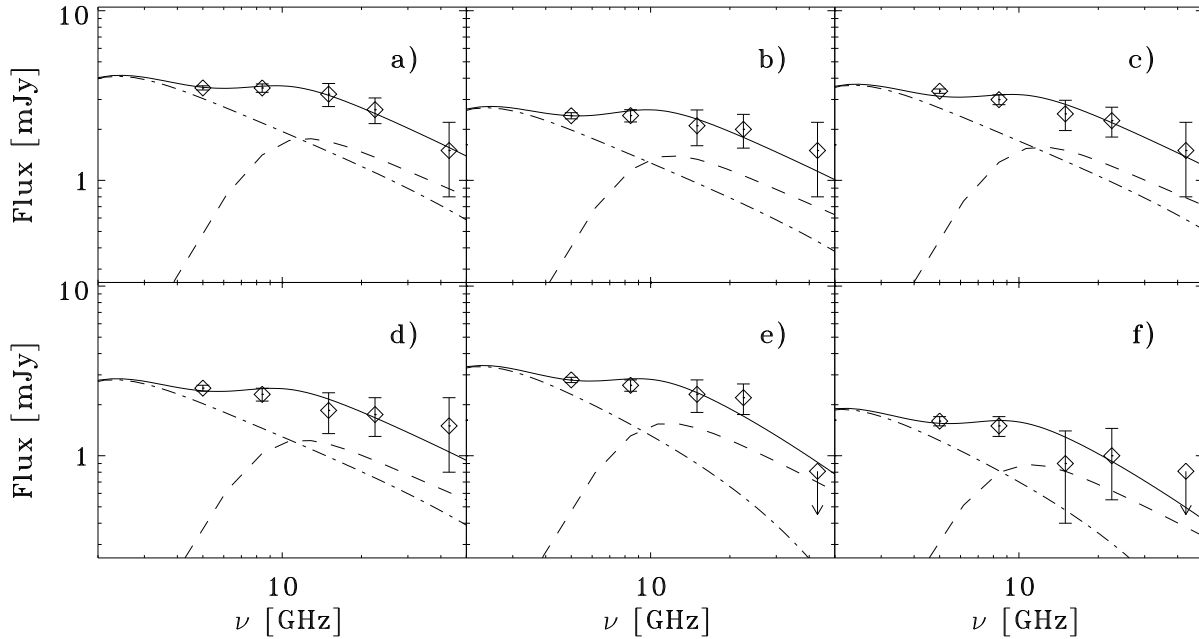 10
a)
b)
c)
Flux [mJy]
1
10
d)
e)
f)
Flux [mJy]
1
10
10
10
ν [GHz]
ν [GHz]
ν [GHz]